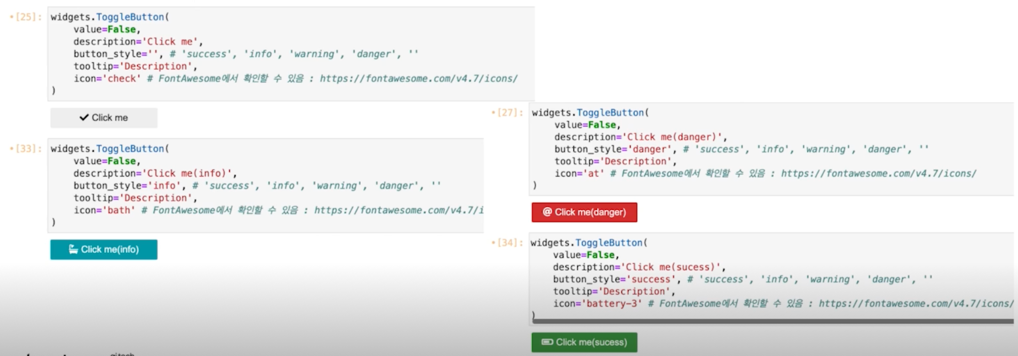 [25]:
widgets.ToggleButton(
value=False,
description='Click me',
button_style='', # 'success', 'info', 'warning', 'danger', ''
tooltip='Description',
icon='check' # FontAwesome에서 확인할 수 있음 : https://fontawesome.com/v4.7/icons/
)
Click me
[33]:
widgets.ToggleButton(
value=False,
description='Click me(info)',
button_style='info', # 'success', 'info', 'warning', 'danger', ''
tooltip='Description',
icon='bath' # FontAwesome에서 확인할 수 있음 : https://fontawesome.com/v4.7/i
)
Click me(info)
[27]:
widgets.ToggleButton(
value=False,
description='Click me(danger)',
button_style='danger', # 'success', 'info', 'warning', 'danger', ''
tooltip='Description',
icon='at' # FontAwesome에서 확인할 수 있음 : https://fontawesome.com/v4.7/icons/
)
@ Click me(danger)
[34]:
widgets.ToggleButton(
value=False,
description='Click me(sucess)',
button_style='success', # 'success', 'info', 'warning', 'danger', ''
tooltip='Description',
icon='battery-3' # FontAwesome에서 확인할 수 있음 : https://fontawesome.com/v4.7/icons/
)
Click me(sucess)